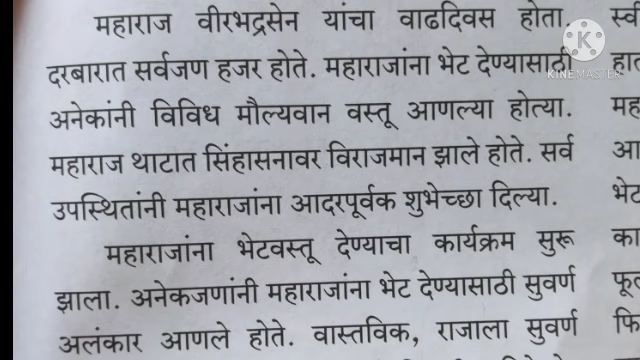 महाराज वीरभद्रसेन यांचा वाढदिवस होता.
दरबारात सर्वजण हजर होते. महाराजांना भेट देण्यासाठी
अनेकांनी विविध मौल्यवान वस्तू आणल्या होत्या.
महाराज थाटात सिंहासनावर विराजमान झाले होते. सर्व
उपस्थितांनी महाराजांना आदरपूर्वक शुभेच्छा दिल्या.
महाराजांना भेटवस्तू देण्याचा कार्यक्रम सुरू
झाला. अनेकजणांनी महाराजांना भेट देण्यासाठी सुवर्ण
अलंकार आणले होते. वास्तविक, राजाला सुवर्ण
KINEMASTER